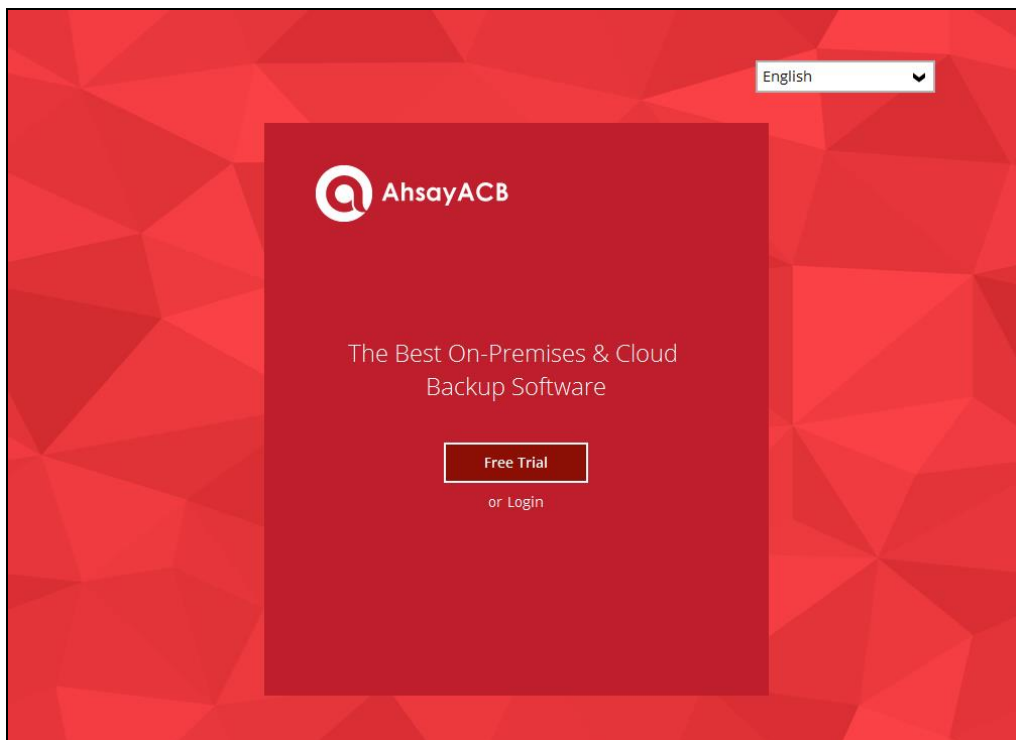 English
AhsayACB
The Best On-Premises & Cloud
Backup Software
Free Trial
or Login